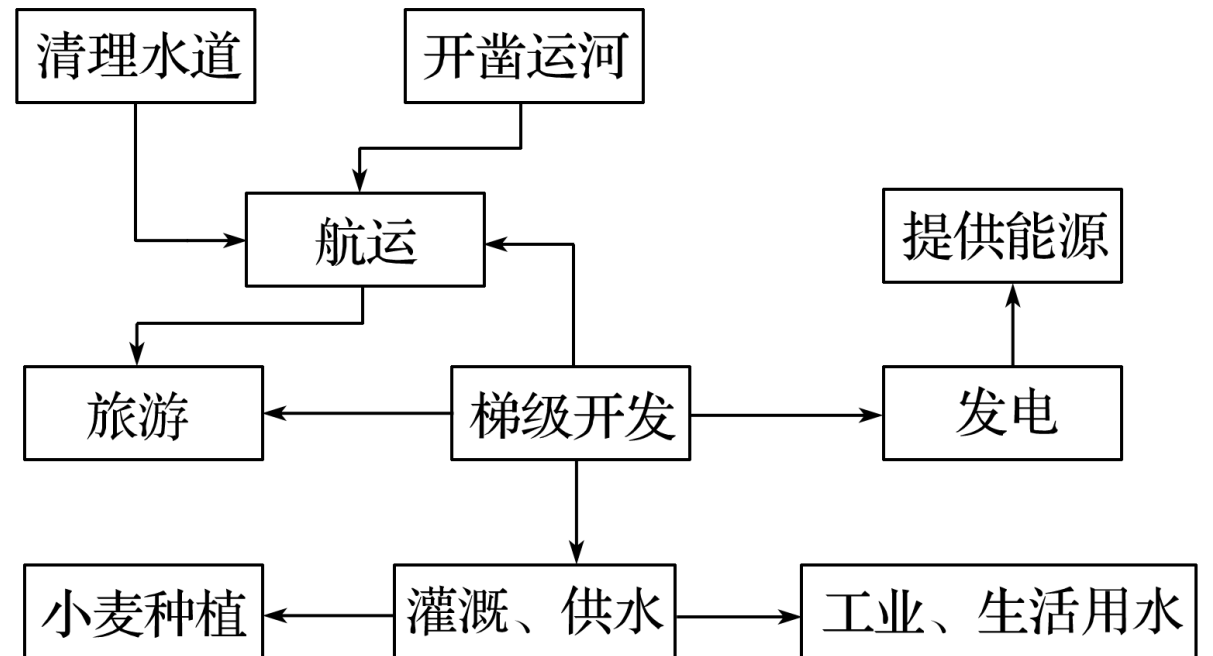 清理水道
开凿运河
航运
提供能源
旅游
梯级开发
发电
小麦种植
灌溉、供水
工业、生活用水